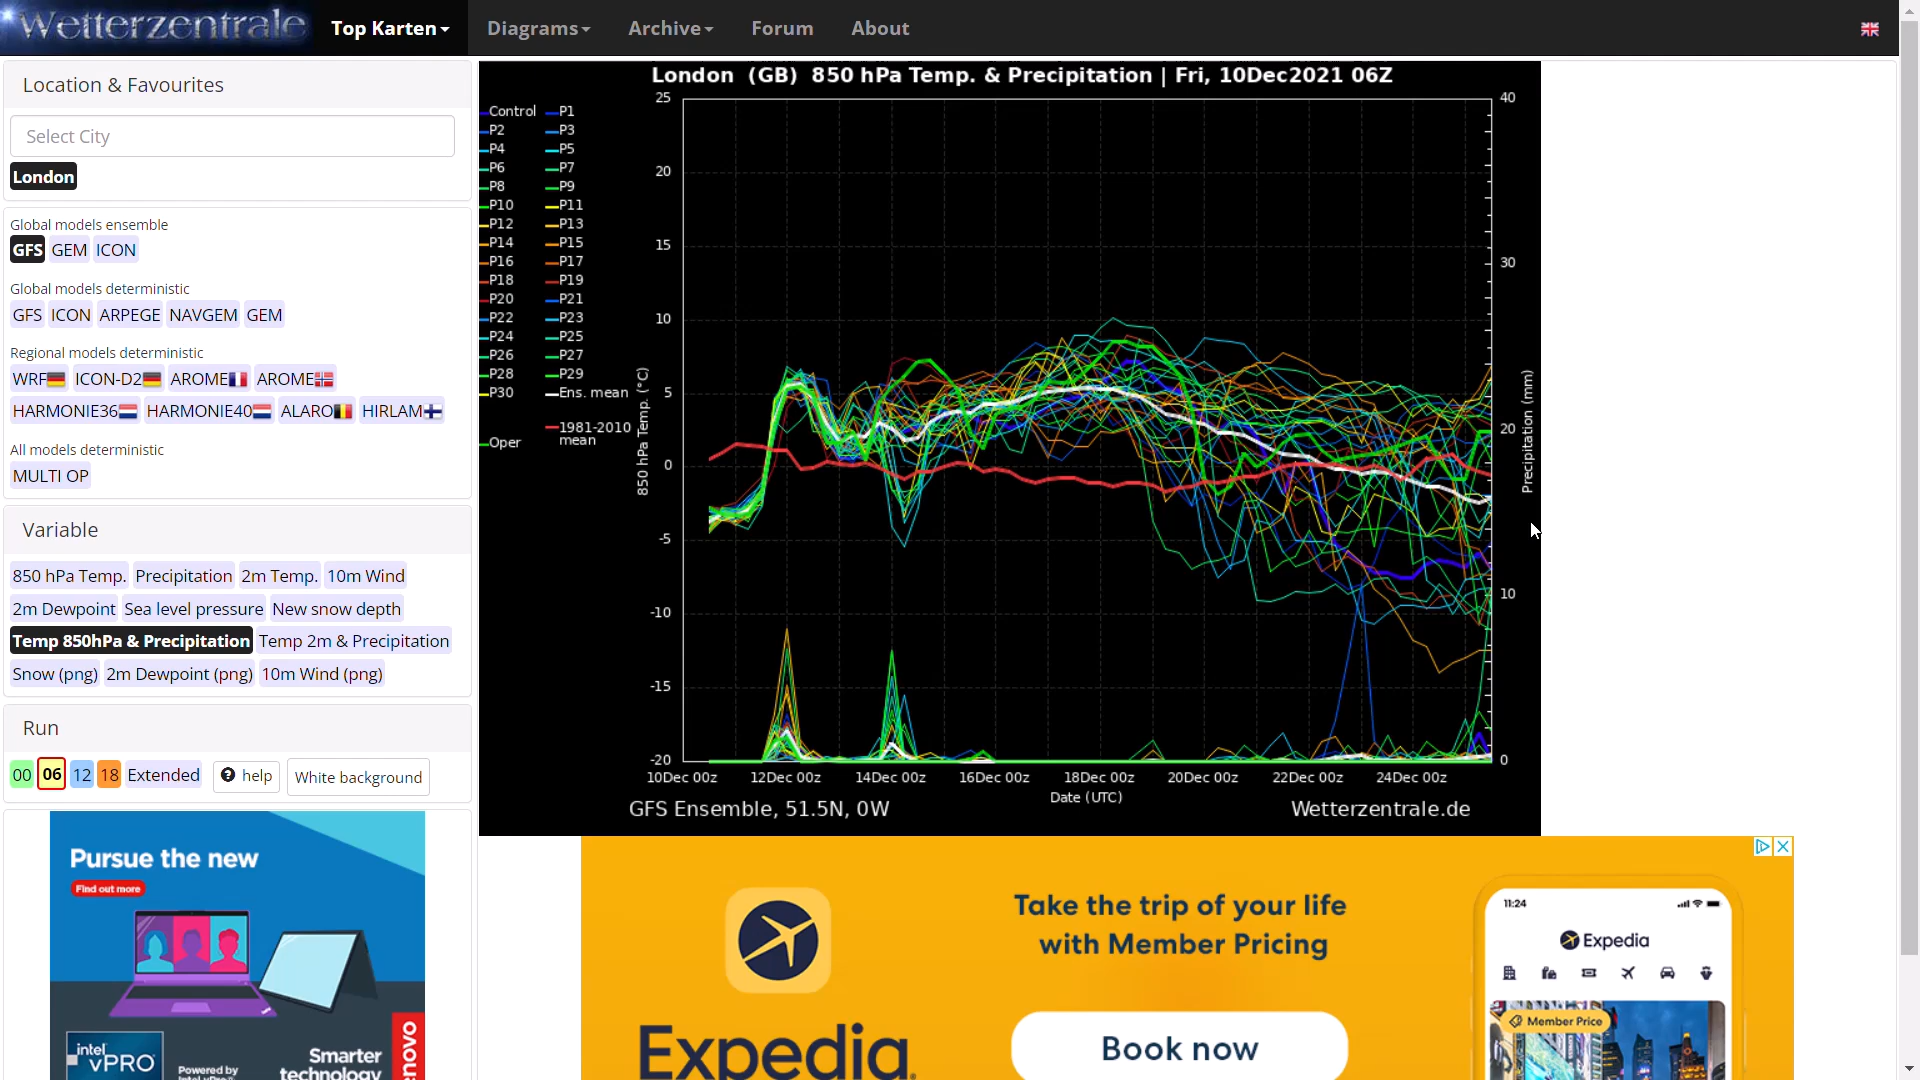 Wetterzentrale
Top Karten
Diagrams
Archive
Forum
About
Location & Favourites
Select City
London
Global models ensemble
GFS GEM ICON
Global models deterministic
GFS ICON ARPEGE NAVGEM GEM
Regional models deterministic
WRF ICON-D2 AROME AROME
HARMONIE36 HARMONIE40 ALARO HIRLAM
All models deterministic
MULTI OP
Variable
850 hPa Temp. Precipitation 2m Temp. 10m Wind
2m Dewpoint Sea level pressure New snow depth
Temp 850hPa & Precipitation Temp 2m & Precipitation
Snow (png) 2m Dewpoint (png) 10m Wind (png)
Run
00 06 12 18 Extended help White background
Pursue the new
Find out more
intel
vPRO
Powered by
Smarter
technology
enovo
London (GB) 850 hPa Temp. & Precipitation | Fri, 10Dec2021 06Z
Control P1
P2 P3
P4 P5
P6 P7
P8 P9
P10 P11
P12 P13
P14 P15
P16 P17
P18 P19
P20 P21
P22 P23
P24 P25
P26 P27
P28 P29
P30 Ens. mean
1981-2010
mean
Oper
850 hPa Temp. (°C)
25
20
15
10
5
0
-5
-10
-15
-20
40
30
20
10
0
Precipitation (mm)
10Dec 00z 12Dec 00z 14Dec 00z 16Dec 00z 18Dec 00z 20Dec 00z 22Dec 00z 24Dec 00z
Date (UTC)
GFS Ensemble, 51.5N, 0W
Wetterzentrale.de
Expedia
Take the trip of your life
with Member Pricing
Book now
11:24
Expedia
Member Price